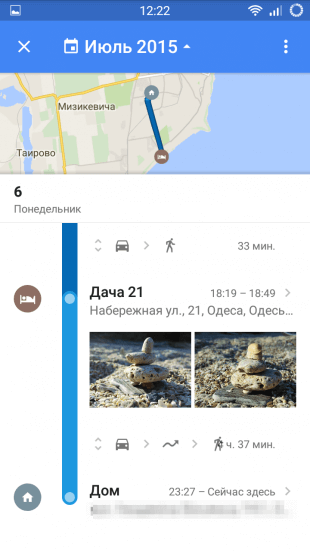 12:22
Июль 2015
Мизикевича
Таирово
6
Понедельник
33 мин.
Дача 21 18:19 – 18:49
Набережная ул., 21, Одеса, Одесь...
ч. 37 мин.
Дом 23:27 – Сейчас здесь